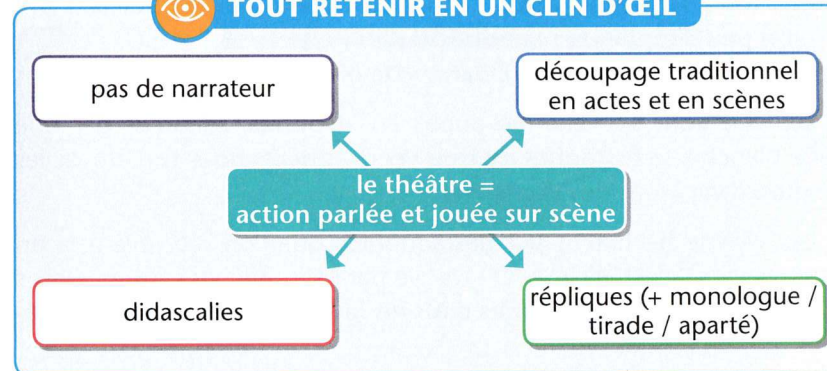 TOUT RETENIR EN UN CLIN D'ŒIL
pas de narrateur
découpage traditionnel
en actes et en scènes
le théâtre =
action parlée et jouée sur scène
didascalies
répliques (+ monologue /
tirade / aparté)